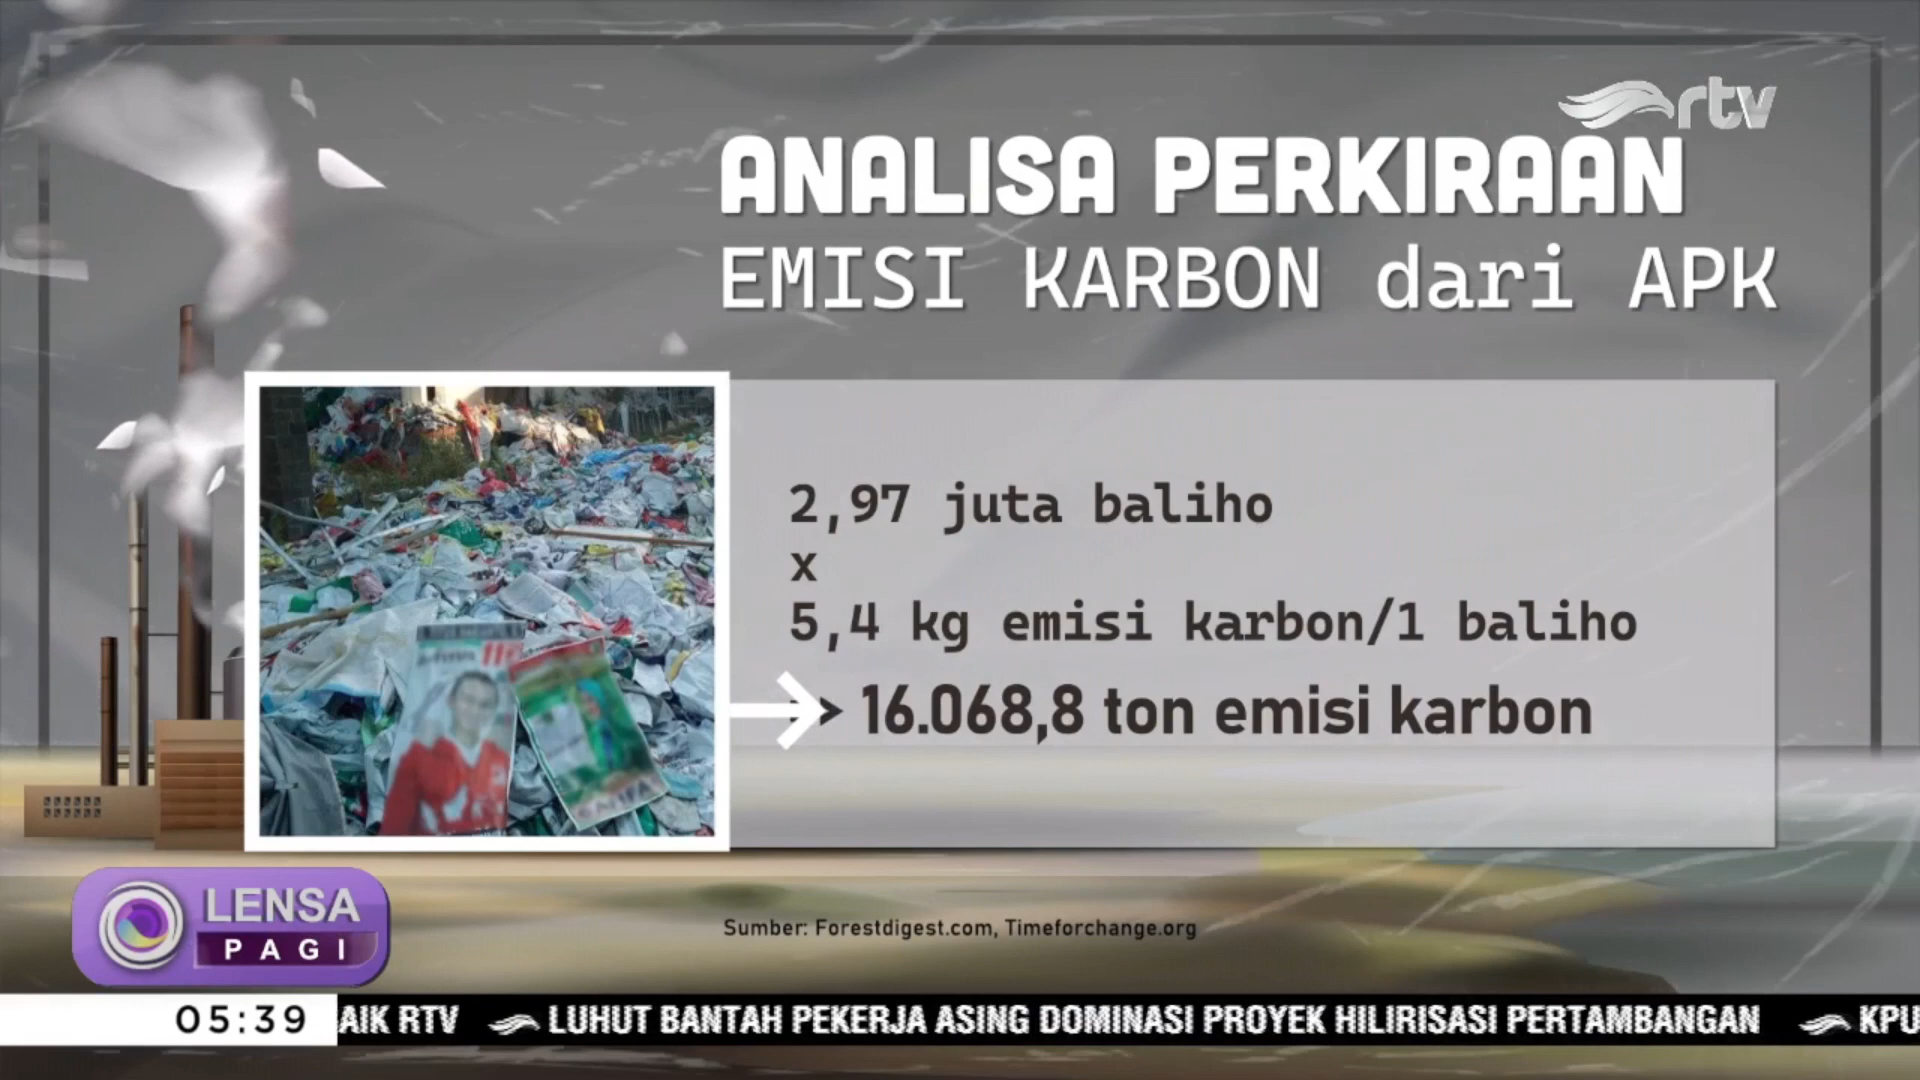 rtv
ANALISA PERKIRAAN
EMISI KARBON dari APK
2,97 juta baliho
x
5,4 kg emisi karbon/1 baliho
> 16.068,8 ton emisi karbon
LENSA
PAGI
Sumber: Forestdigest.com, Timeforchange.org
05:39
AIK RTV LUHUT BANTAH PEKERJA ASING DOMINASI PROYEK HILIRISASI PERTAMBANGAN KPU